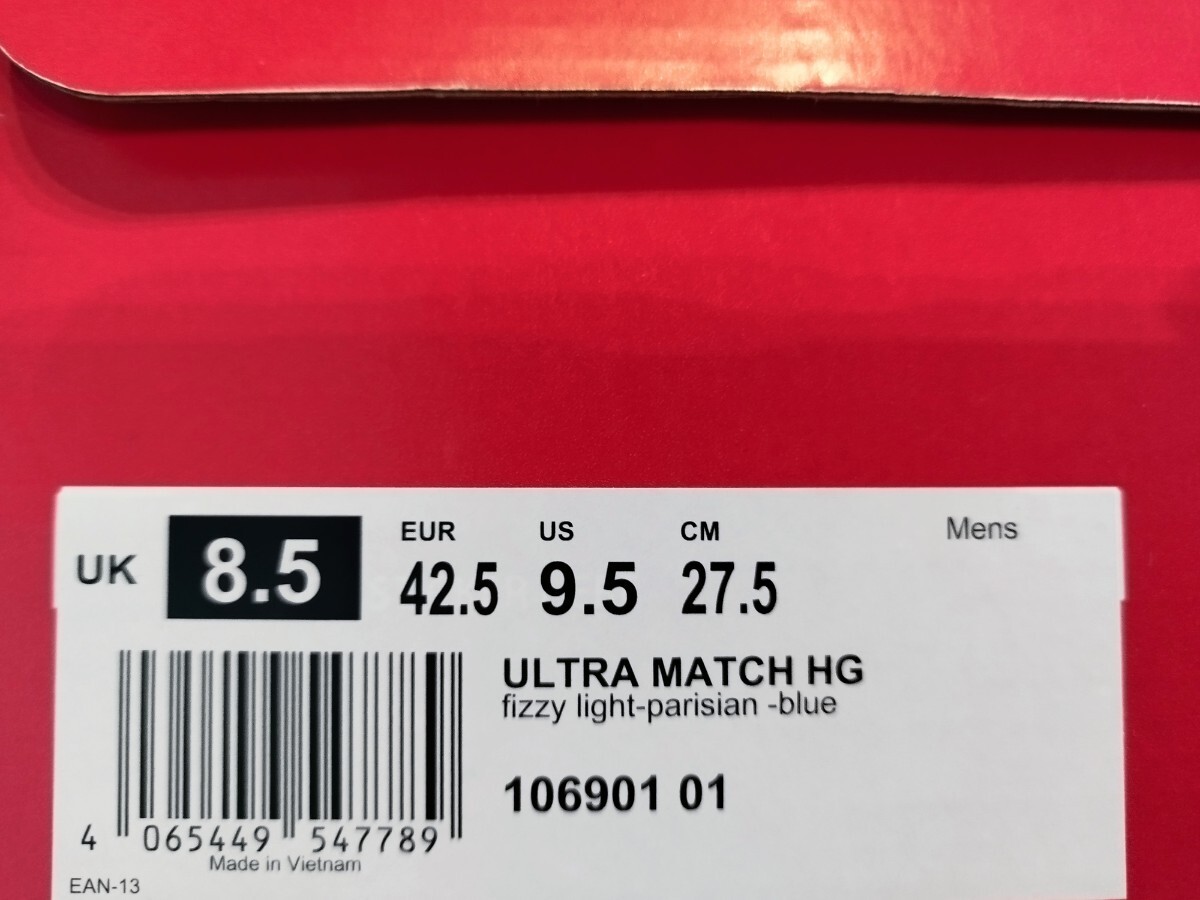 UK 8.5
EUR US CM Mens
42.5 9.5 27.5
ULTRA MATCH HG
fizzy light-parisian -blue
106901 01
4 065449 547789
Made in Vietnam
EAN-13